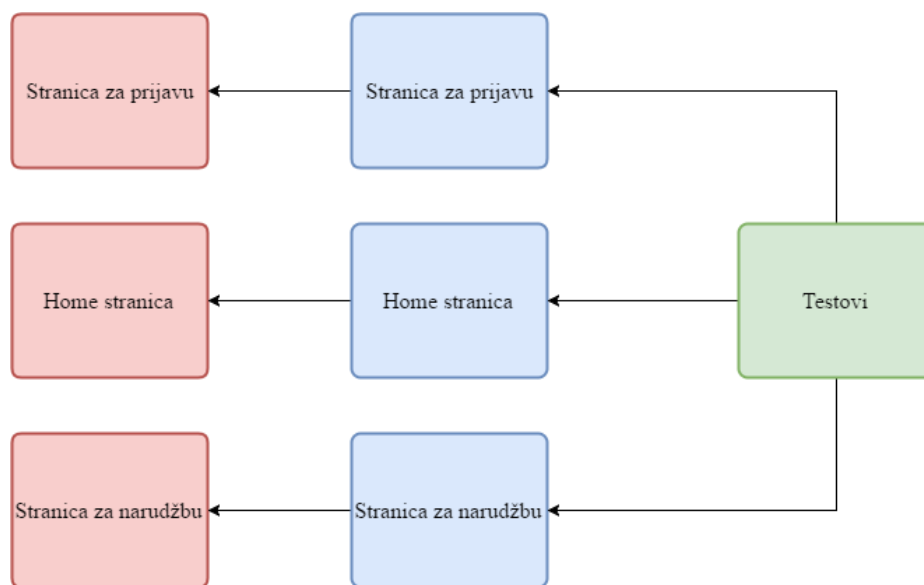 Stranica za prijavu
Stranica za prijavu
Home stranica
Home stranica
Testovi
Stranica za narudžbu
Stranica za narudžbu